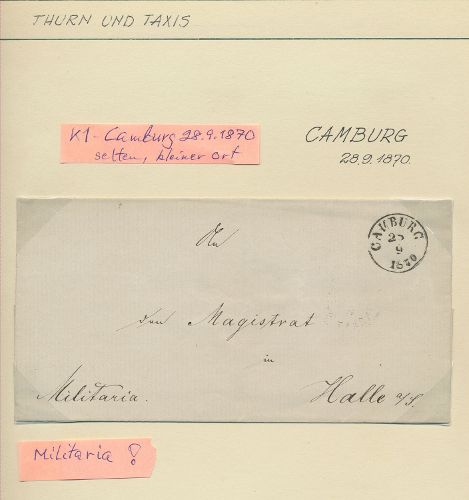 THURN UND TAXIS
K1- Camburg 28.9.1870
selten, kleiner Ort
CAMBURG
28.9.1870.
CAMBURG
9
1870
An
den Magistrat
in
Militaria.
Halle a/S.
Militaria!